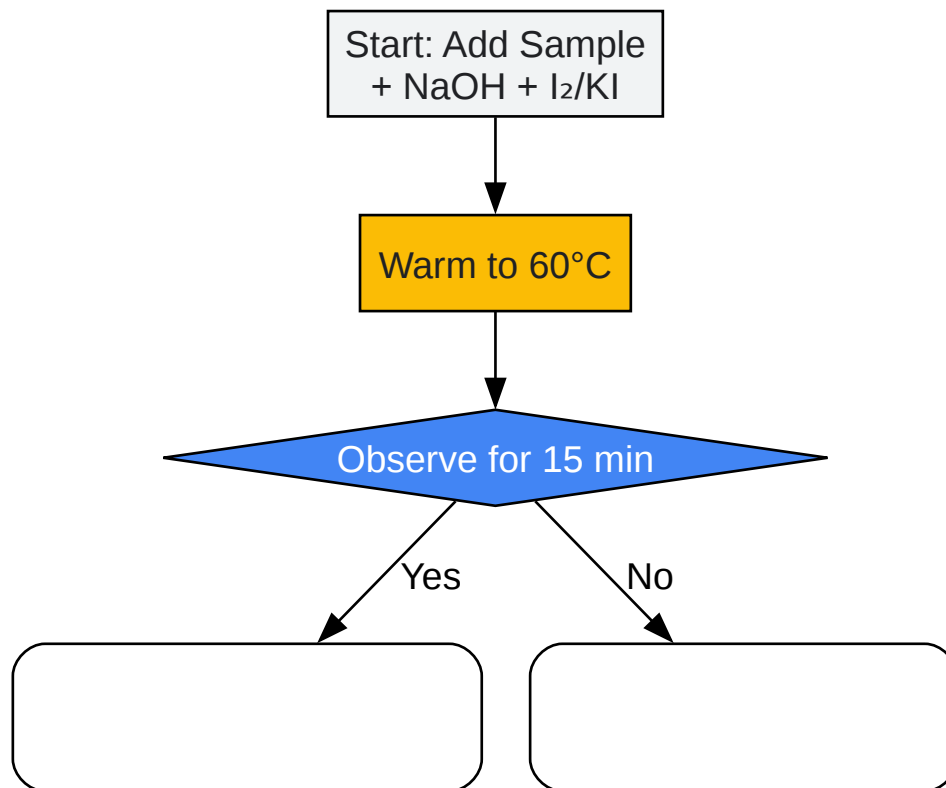 Start: Add Sample
+ NaOH + I₂/KI
Warm to 60°C
Observe for 15 min
Yes
No